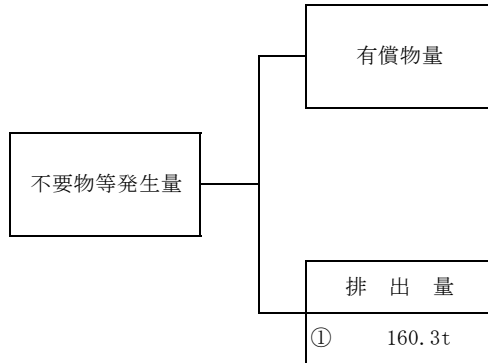 有償物量
不要物等発生量
排 出 量
① 160.3t